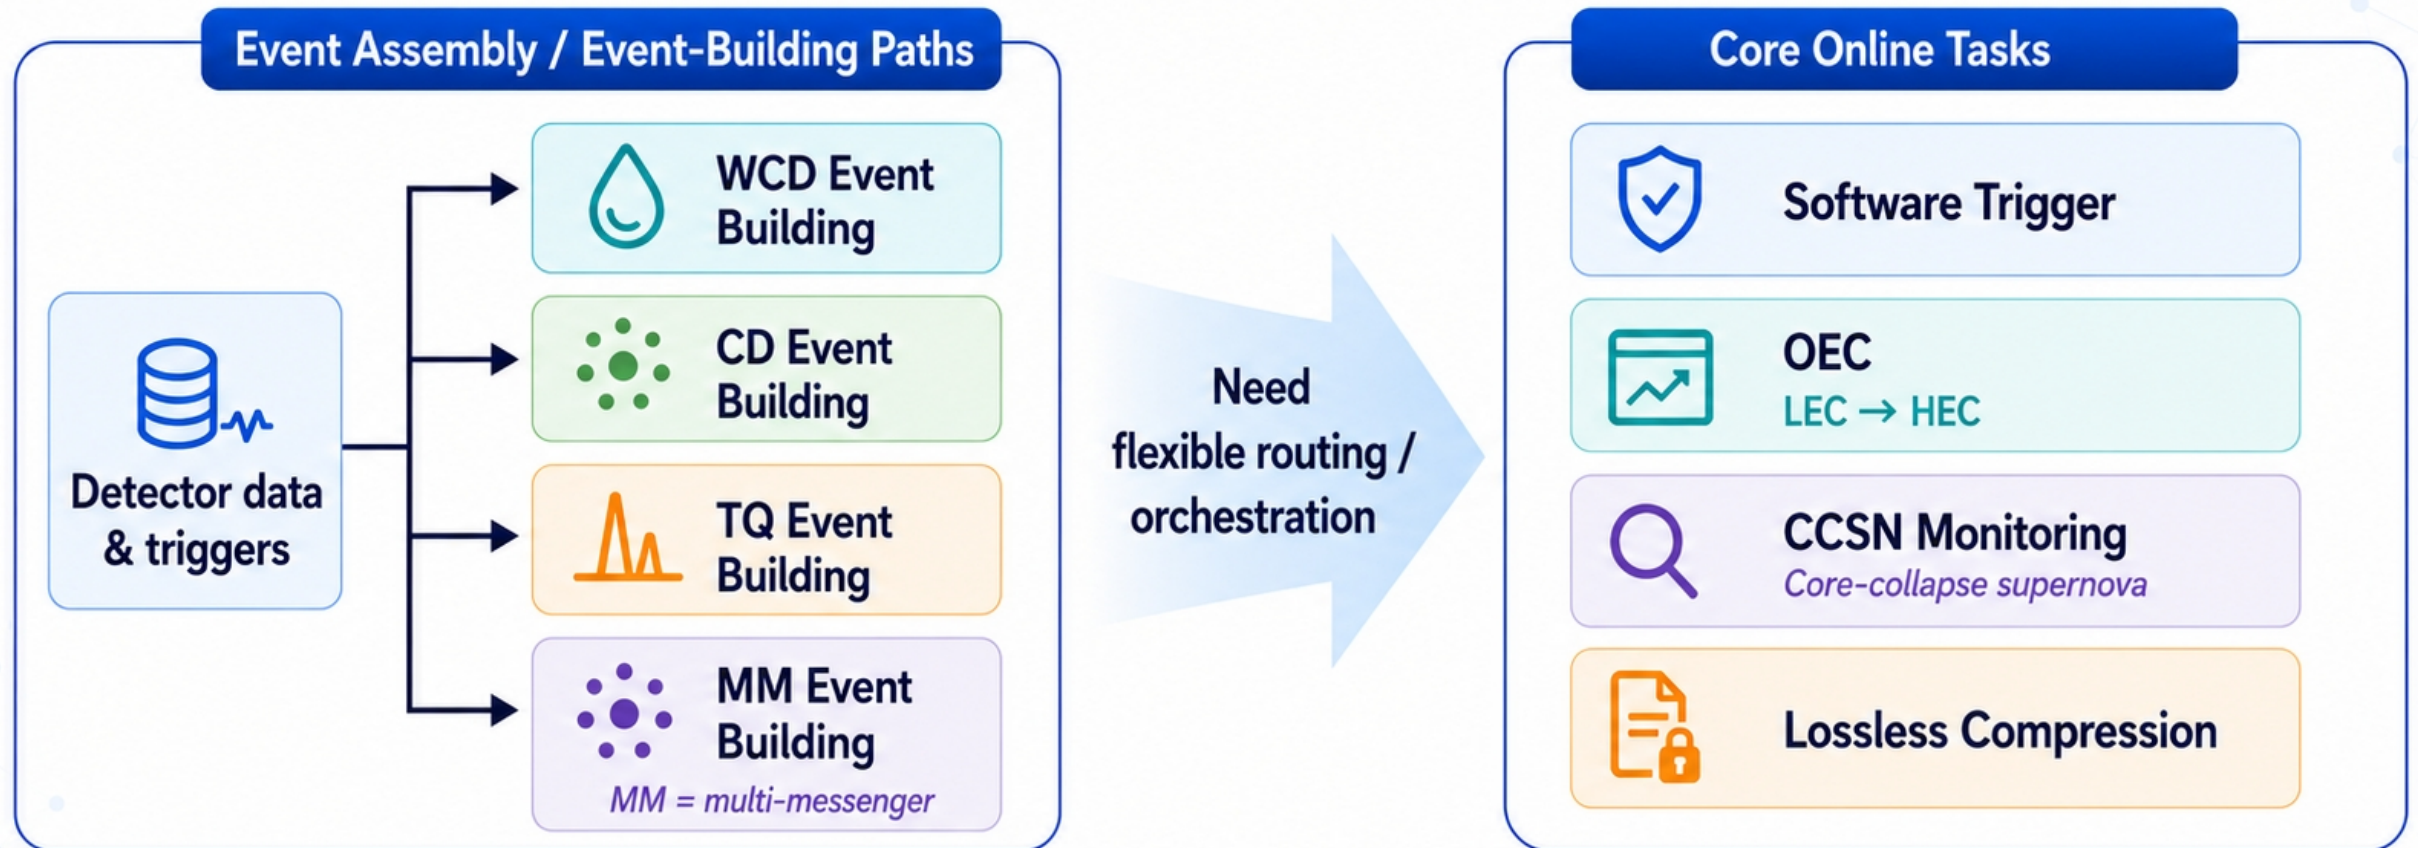 Event Assembly / Event-Building Paths
Detector data
& triggers
WCD Event
Building
CD Event
Building
TQ Event
Building
MM Event
Building
MM = multi-messenger
Need
flexible routing /
orchestration
Core Online Tasks
Software Trigger
OEC
LEC → HEC
CCSN Monitoring
Core-collapse supernova
Lossless Compression